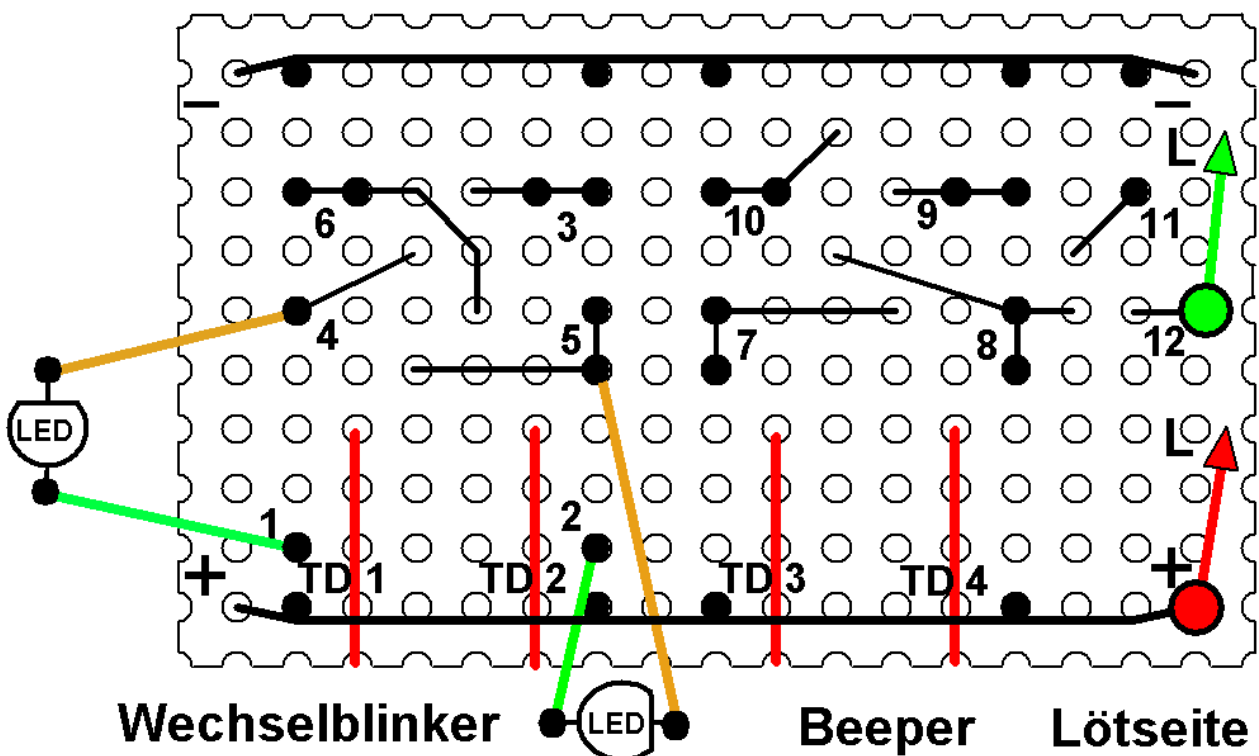 − −
L
6 3 10 9 11
4 5 7 8 12
LED
L
1 2
+ TD 1 TD 2 TD 3 TD 4 +
LED
Wechselblinker Beeper Lötseite